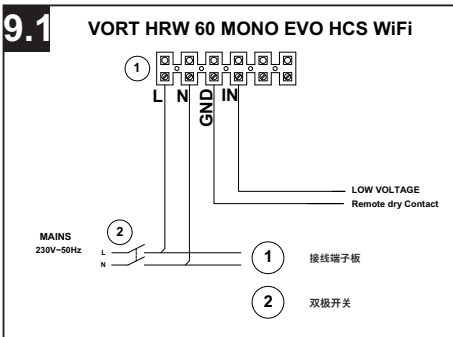 9.1
VORT HRW 60 MONO EVO HCS WiFi
1
L N GND IN
LOW VOLTAGE
Remote dry Contact
MAINS
230V~50Hz
2
L
N
1 接线端子板
2 双极开关